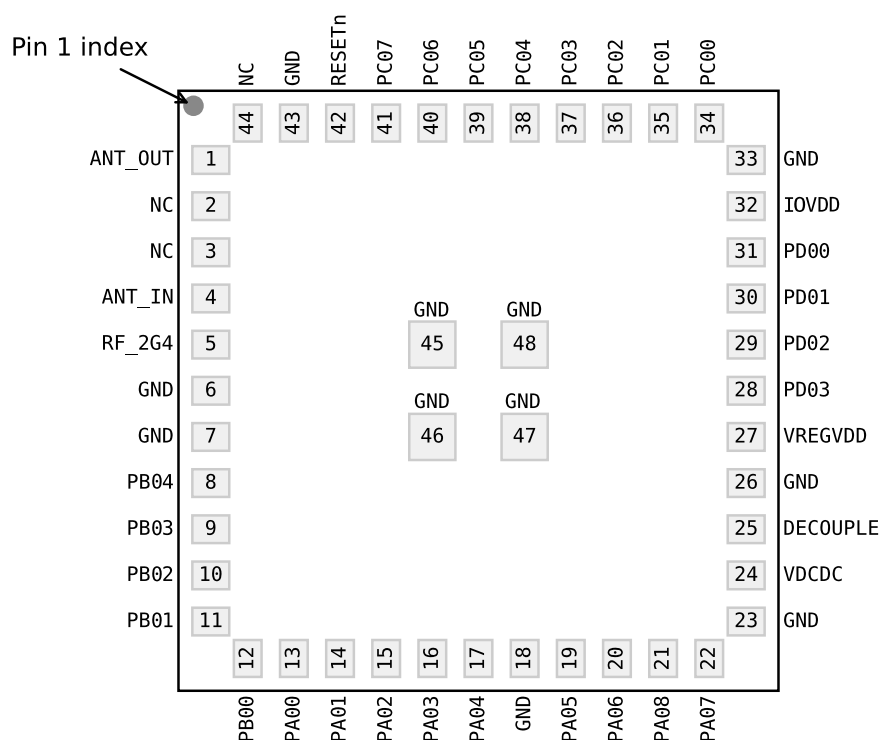 Pin 1 index
NC GND RESETn PC07 PC06 PC05 PC04 PC03 PC02 PC01 PC00
44 43 42 41 40 39 38 37 36 35 34
ANT_OUT 1 33 GND
NC 2 32 IOVDD
NC 3 31 PD00
ANT_IN 4 30 PD01
GND GND
RF_2G4 5 45 48 29 PD02
GND 6 28 PD03
GND GND
GND 7 46 47 27 VREGVDD
PB04 8 26 GND
PB03 9 25 DECOUPLE
PB02 10 24 VDCDC
PB01 11 23 GND
12 13 14 15 16 17 18 19 20 21 22
PB00 PA00 PA01 PA02 PA03 PA04 GND PA05 PA06 PA08 PA07